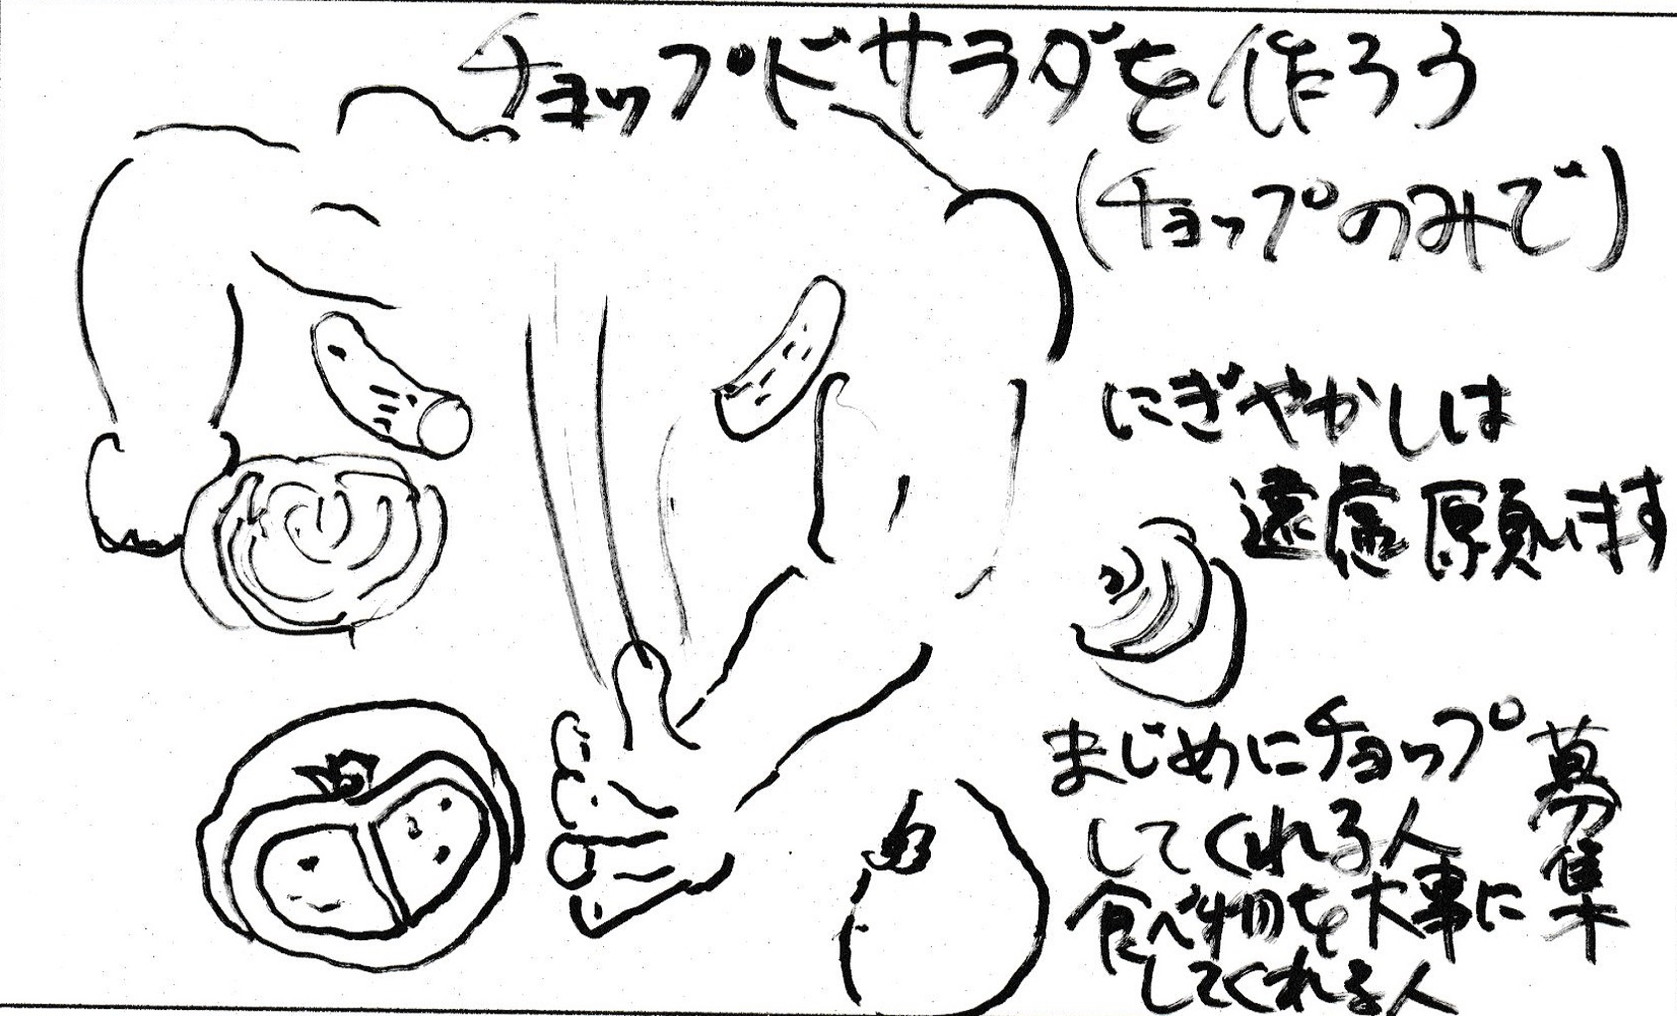 チョップドサラダを作ろう
(チョップのみで)
にぎやかしは
遠慮願います
まじめにチョップ
してくれる人
食べ物を大事に
してくれる人
募集